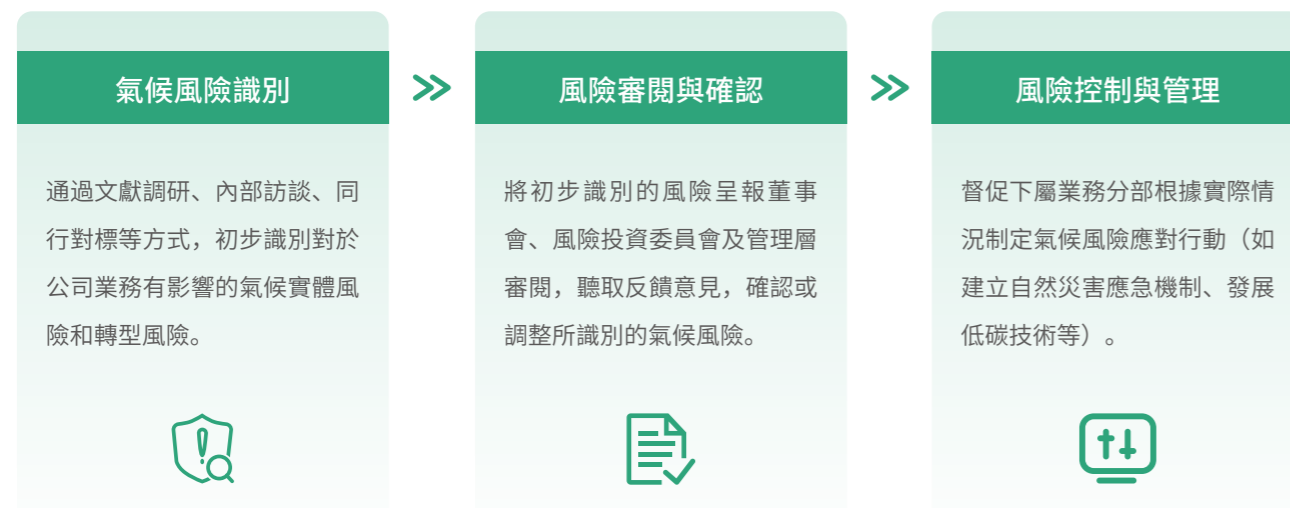 氣候風險識別
通過文獻調研、內部訪談、同
行對標等方式，初步識別對於
公司業務有影響的氣候實體風
險和轉型風險。
風險審閱與確認
將初步識別的風險呈報董事
會、風險投資委員會及管理層
審閱，聽取反饋意見，確認或
調整所識別的氣候風險。
風險控制與管理
督促下屬業務分部根據實際情
況制定氣候風險應對行動（如
建立自然災害應急機制、發展
低碳技術等）。